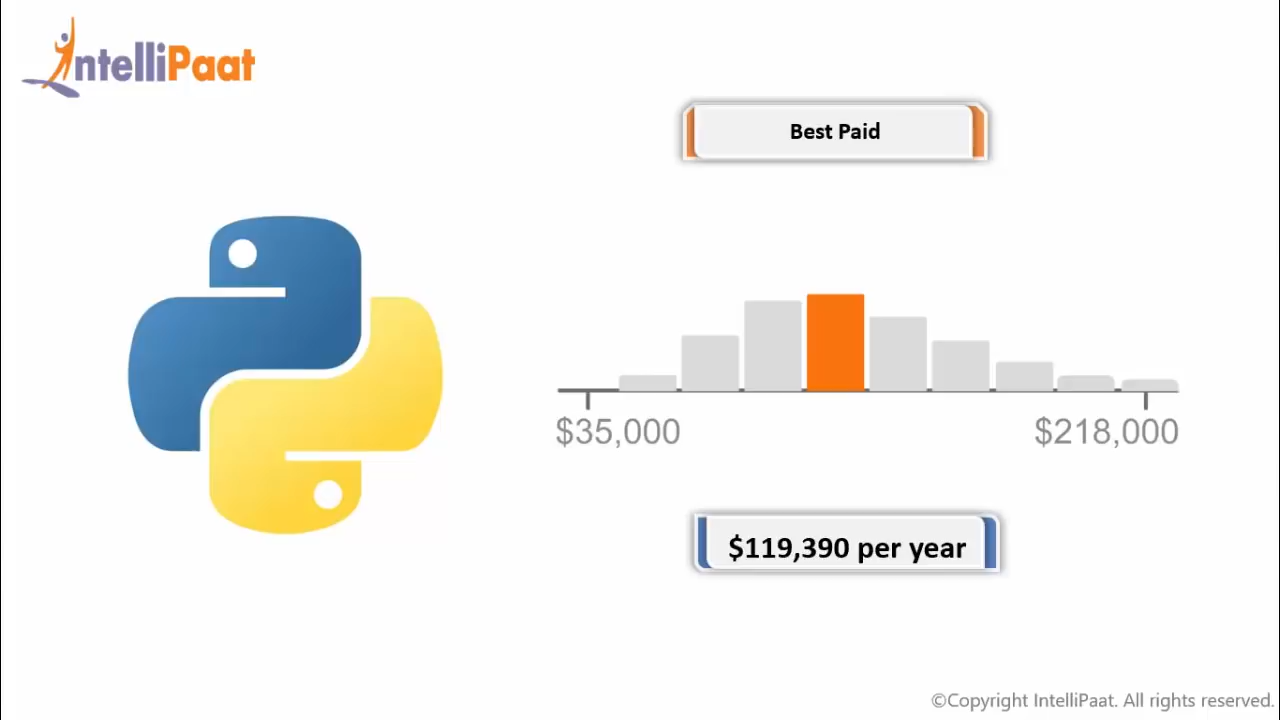 IntelliPaat
Best Paid
$35,000
$218,000
$119,390 per year
©Copyright IntelliPaat. All rights reserved.